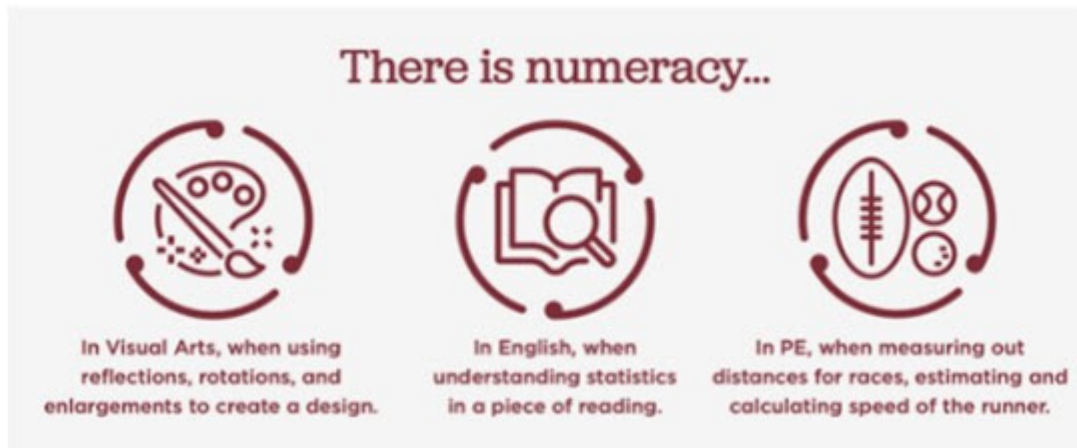 There is numeracy...
In Visual Arts, when using
reflections, rotations, and
enlargements to create a design.
In English, when
understanding statistics
in a piece of reading.
In PE, when measuring out
distances for races, estimating and
calculating speed of the runner.